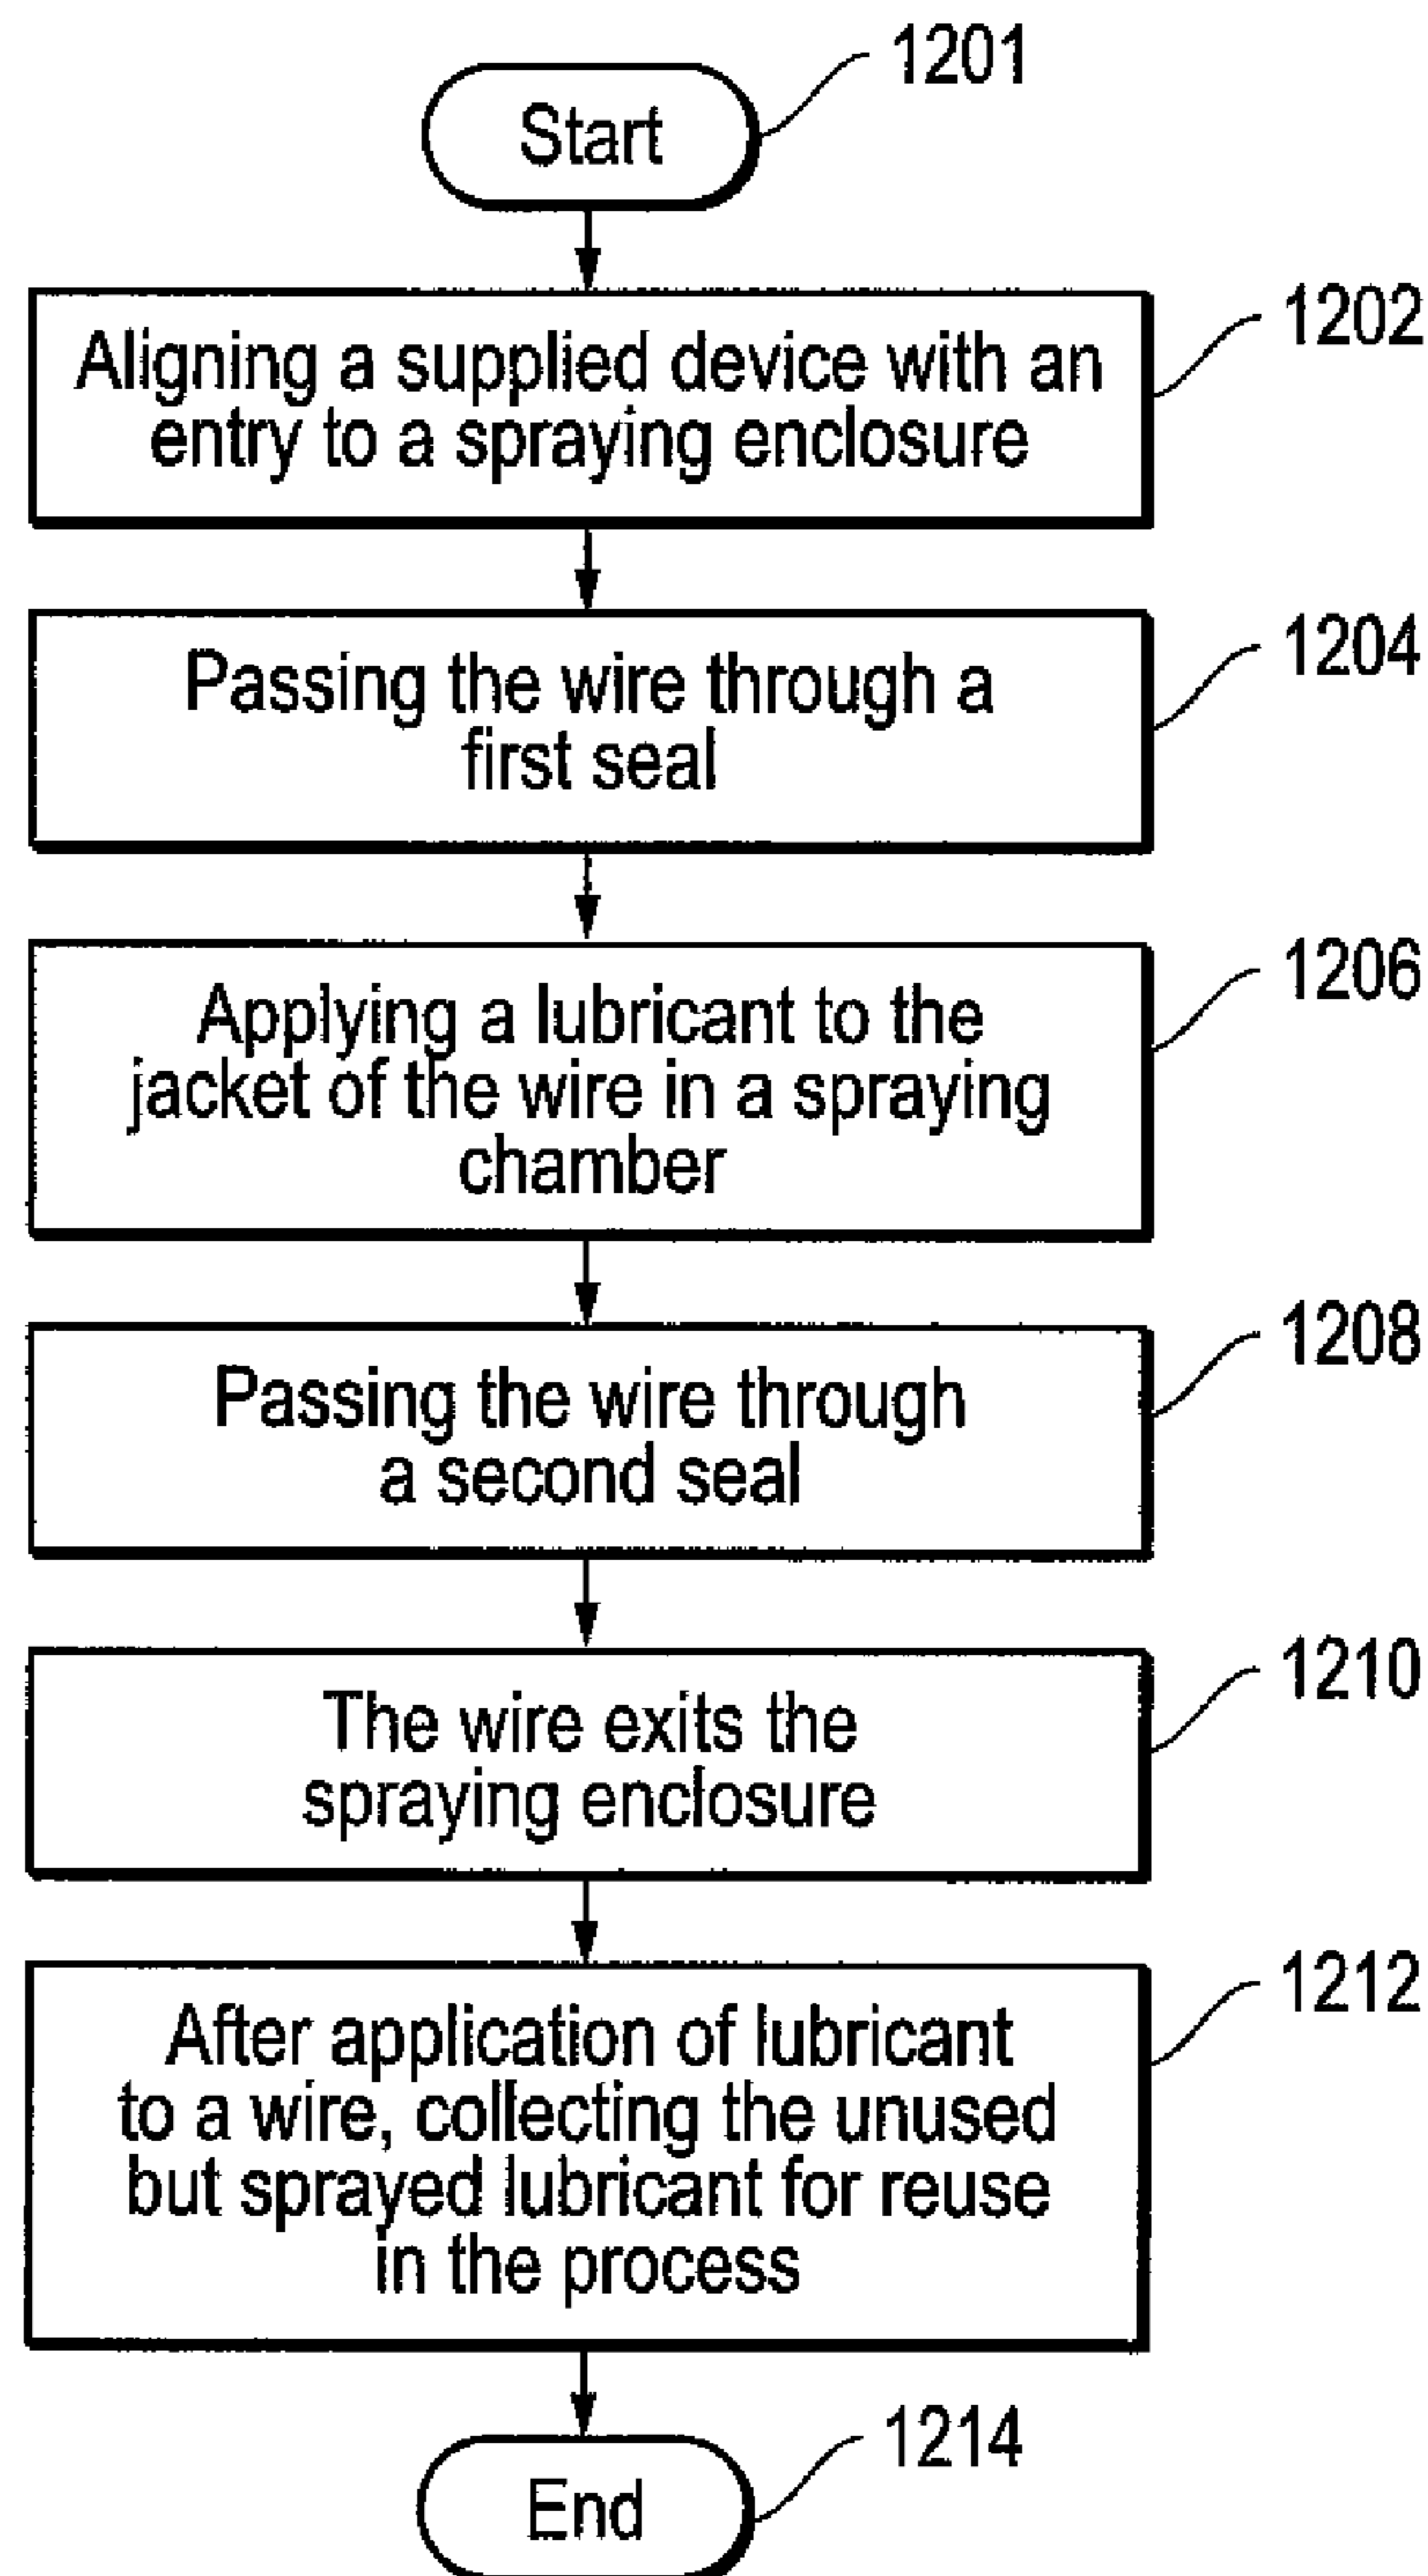 1201
Start
1202
Aligning a supplied device with an
entry to a spraying enclosure
1204
Passing the wire through a
first seal
1206
Applying a lubricant to the
jacket of the wire in a spraying
chamber
1208
Passing the wire through
a second seal
1210
The wire exits the
spraying enclosure
1212
After application of lubricant
to a wire, collecting the unused
but sprayed lubricant for reuse
in the process
1214
End